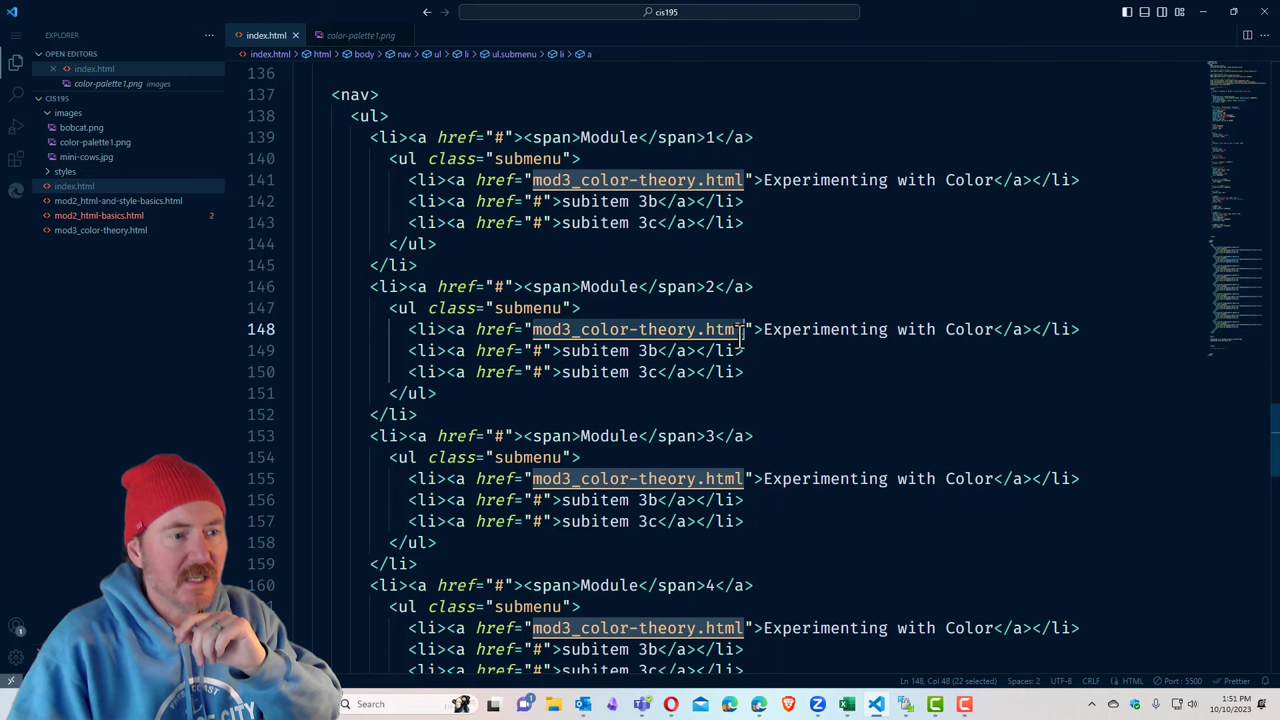 cis195
EXPLORER
index.html
color-palette1.png
OPEN EDITORS
index.html > html > body > nav > ul > li > ul.submenu > li > a
index.html
color-palette1.png images
CIS195
images
bobcat.png
color-palette1.png
mini-cows.jpg
styles
index.html
mod2_html-and-style-basics.html
mod2_html-basics.html 2
mod3_color-theory.html
136
137 <nav>
138 <ul>
139 <li><a href="#"><span>Module</span>1</a>
140 <ul class="submenu">
141 <li><a href="mod3_color-theory.html">Experimenting with Color</a></li>
142 <li><a href="#">subitem 3b</a></li>
143 <li><a href="#">subitem 3c</a></li>
144 </ul>
145 </li>
146 <li><a href="#"><span>Module</span>2</a>
147 <ul class="submenu">
148 <li><a href="mod3_color-theory.html">Experimenting with Color</a></li>
149 <li><a href="#">subitem 3b</a></li>
150 <li><a href="#">subitem 3c</a></li>
151 </ul>
152 </li>
153 <li><a href="#"><span>Module</span>3</a>
154 <ul class="submenu">
155 <li><a href="mod3_color-theory.html">Experimenting with Color</a></li>
156 <li><a href="#">subitem 3b</a></li>
157 <li><a href="#">subitem 3c</a></li>
158 </ul>
159 </li>
160 <li><a href="#"><span>Module</span>4</a>
<ul class="submenu">
<li><a href="mod3_color-theory.html">Experimenting with Color</a></li>
<li><a href="#">subitem 3b</a></li>
<li><a href="#">subitem 3c</a></li>
Ln 148, Col 48 (22 selected) Spaces: 2 UTF-8 CRLF HTML Port : 5500 Prettier
Search
1:51 PM
10/10/2023